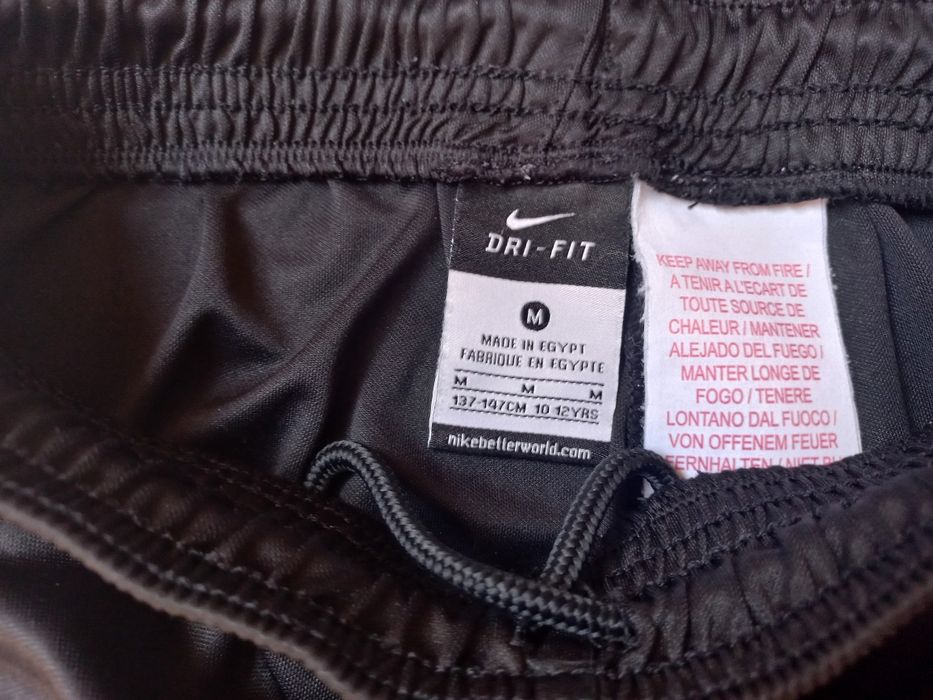 DRI-FIT
M
MADE IN EGYPT
FABRIQUE EN EGYPTE
M M M
137-147CM 10-12YRS
nikebetterworld.com
KEEP AWAY FROM FIRE /
A TENIR A L'ECART DE
TOUTE SOURCE DE
CHALEUR / MANTENER
ALEJADO DEL FUEGO /
MANTER LONGE DE
FOGO / TENERE
LONTANO DAL FUOCO /
VON OFFENEM FEUER
FERNHALTEN / NIET